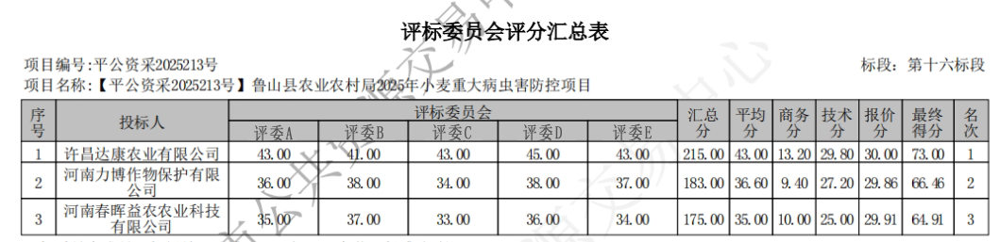 评标委员会评分汇总表
项目编号:平公资采2025213号 标段：第十六标段
项目名称:【平公资采2025213号】鲁山县农业农村局2025年小麦重大病虫害防控项目
序号 投标人 评标委员会 汇总分 平均分 商务分 技术分 报价分 最终得分 名次
评委A 评委B 评委C 评委D 评委E
1 许昌达康农业有限公司 43.00 41.00 43.00 45.00 43.00 215.00 43.00 13.20 29.80 30.00 73.00 1
2 河南力博作物保护有限公司 36.00 38.00 34.00 38.00 37.00 183.00 36.60 9.40 27.20 29.86 66.46 2
3 河南春晖益农农业科技有限公司 35.00 37.00 33.00 36.00 34.00 175.00 35.00 10.00 25.00 29.91 64.91 3